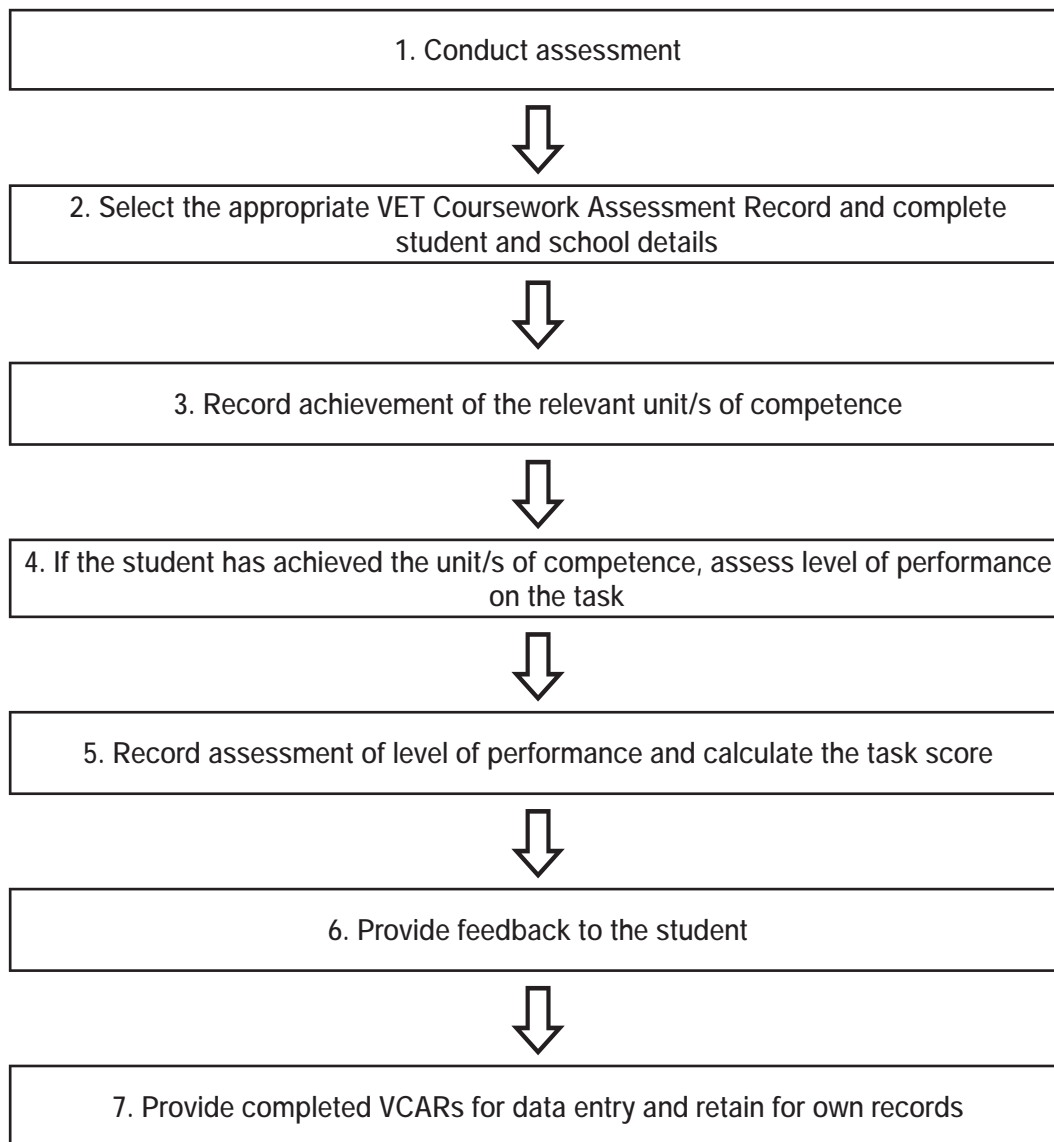 1. Conduct assessment
2. Select the appropriate VET Coursework Assessment Record and complete
student and school details
3. Record achievement of the relevant unit/s of competence
4. If the student has achieved the unit/s of competence, assess level of performance
on the task
5. Record assessment of level of performance and calculate the task score
6. Provide feedback to the student
7. Provide completed VCARs for data entry and retain for own records